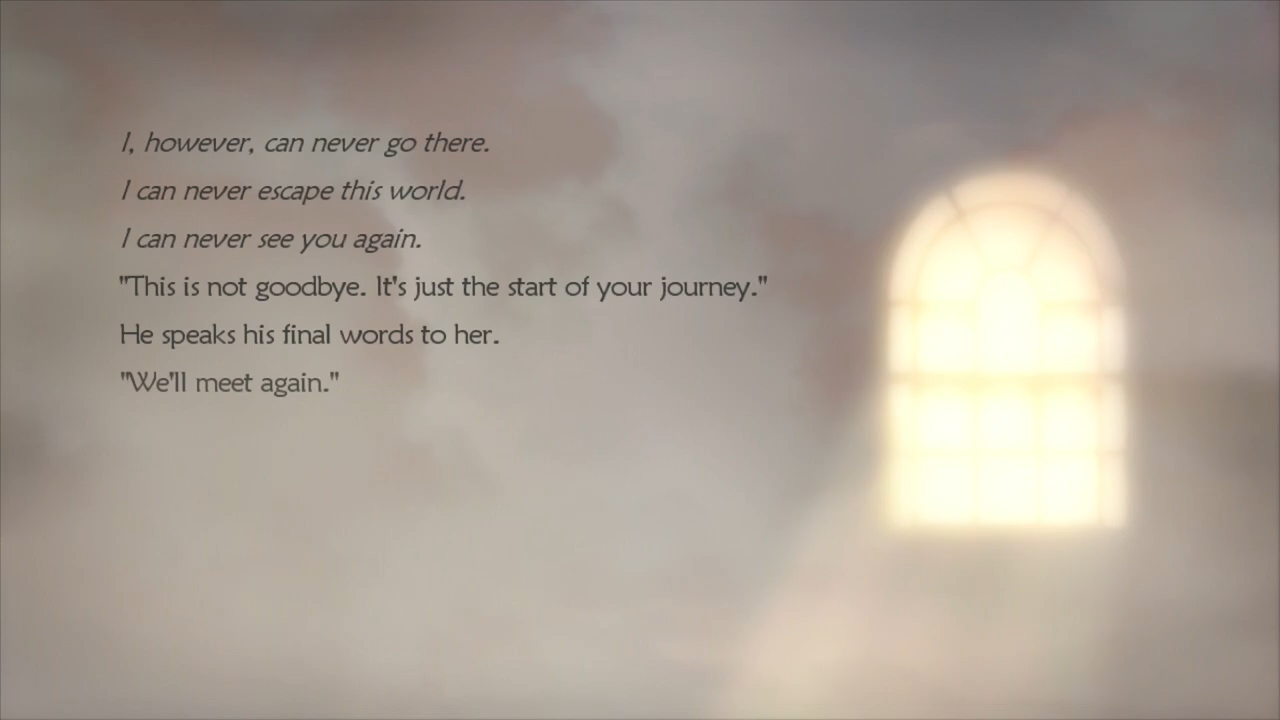 I, however, can never go there.
I can never escape this world.
I can never see you again.
"This is not goodbye. It's just the start of your journey."
He speaks his final words to her.
"We'll meet again."